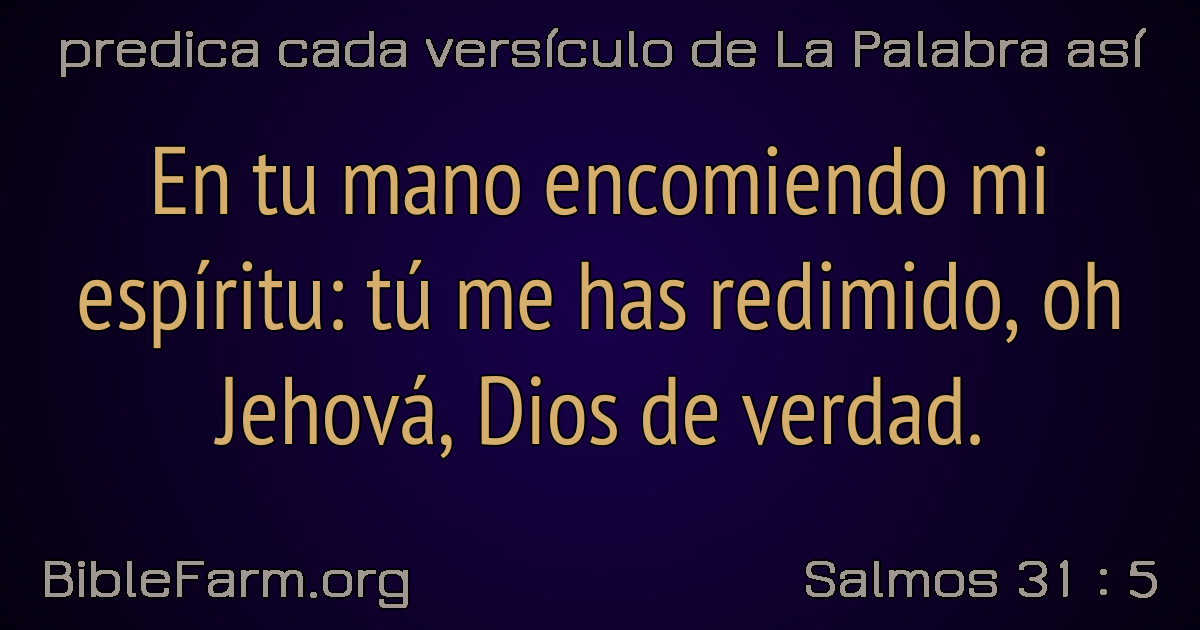 predica cada versículo de La Palabra así
En tu mano encomiendo mi
espíritu: tú me has redimido, oh
Jehová, Dios de verdad.
BibleFarm.org
Salmos 31 : 5